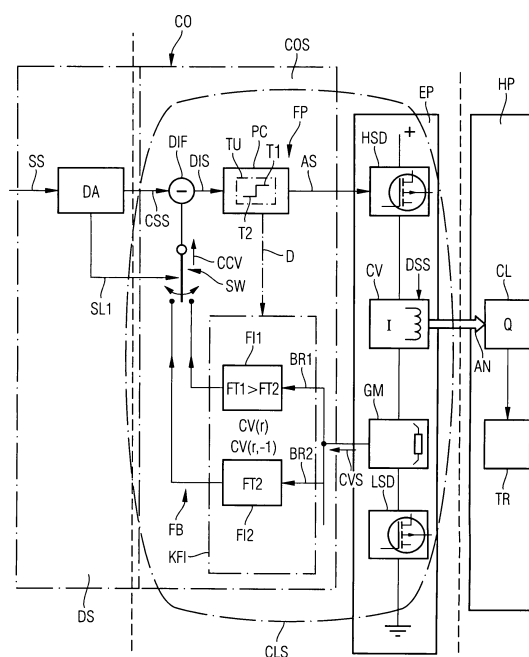 CO
COS
EP
HP
FP
DIF
TU
PC
T1
HSD
+
SS
DA
CSS
−
DIS
T2
AS
CCV
D
SW
SL1
CV
DSS
CL
I
Q
AN
FI1
BR1
GM
FT1>FT2
CV(r)
CV(r,-1)
BR2
CVS
LSD
TR
FT2
FB
FI2
KFI
DS
CLS